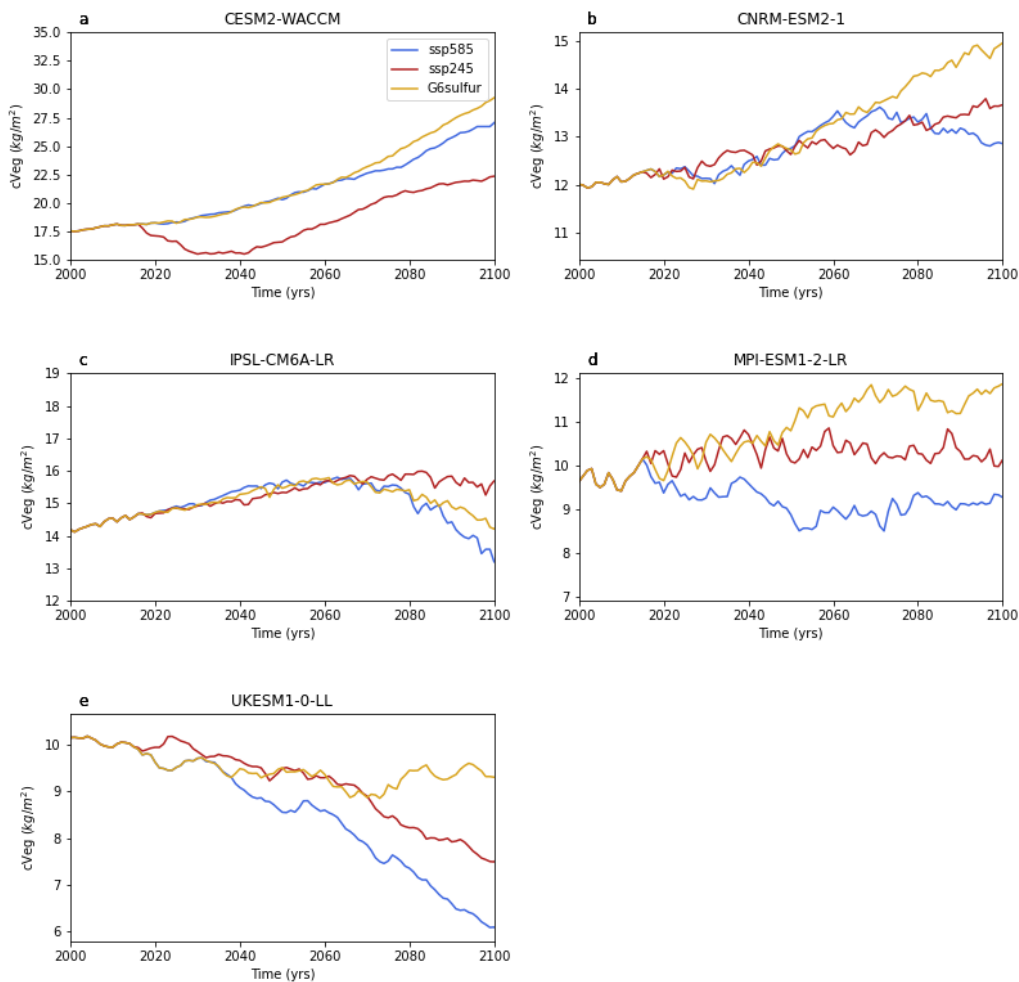 a CESM2-WACCM
35.0
32.5
30.0
27.5
25.0
22.5
20.0
17.5
15.0
cVeg (kg/m²)
ssp585
ssp245
G6sulfur
2000 2020 2040 2060 2080 2100
Time (yrs)
b CNRM-ESM2-1
15
14
13
12
11
cVeg (kg/m²)
2000 2020 2040 2060 2080 2100
Time (yrs)
c IPSL-CM6A-LR
19
18
17
16
15
14
13
12
cVeg (kg/m²)
2000 2020 2040 2060 2080 2100
Time (yrs)
d MPI-ESM1-2-LR
12
11
10
9
8
7
cVeg (kg/m²)
2000 2020 2040 2060 2080 2100
Time (yrs)
e UKESM1-0-LL
10
9
8
7
6
cVeg (kg/m²)
2000 2020 2040 2060 2080 2100
Time (yrs)